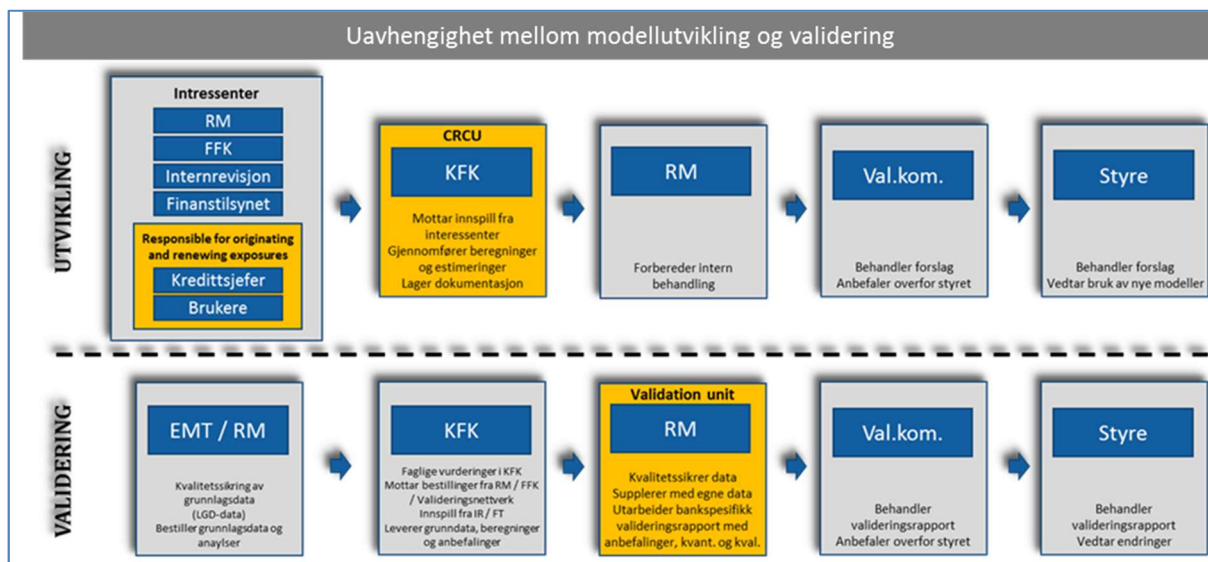 Uavhengighet mellom modellutvikling og validering
UTVIKLING
Intressenter
RM
FFK
Internrevisjon
Finanstilsynet
Responsible for originating
and renewing exposures
Kredittsjefer
Brukere
CRCU
KFK
Mottar innspill fra
interessenter
Gjennomfører beregninger
og estimeringer
Lager dokumentasjon
RM
Forbereder intern
behandling
Val.kom.
Behandler forslag
Anbefaler overfor styret
Styre
Behandler forslag
Vedtar bruk av nye modeller
VALIDERING
EMT / RM
Kvalitetssikring av
grunnlagsdata
(LGD-data)
Bestiller grunnlagsdata og
anaylser
KFK
Faglige vurderinger i KFK
Mottar bestillinger fra RM / FFK
/ Valideringsnettverk
Innspill fra IR / FT
Leverer grunndata, beregninger
og anbefalinger
Validation unit
RM
Kvalitetssikrer data
Supplerer med egne data
Utarbeider bankspesifikk
valideringsrapport med
anbefalinger, kvant. og kval.
Val.kom.
Behandler
valideringsrapport
Anbefaler overfor styret
Styre
Behandler
valideringsrapport
Vedtar endringer